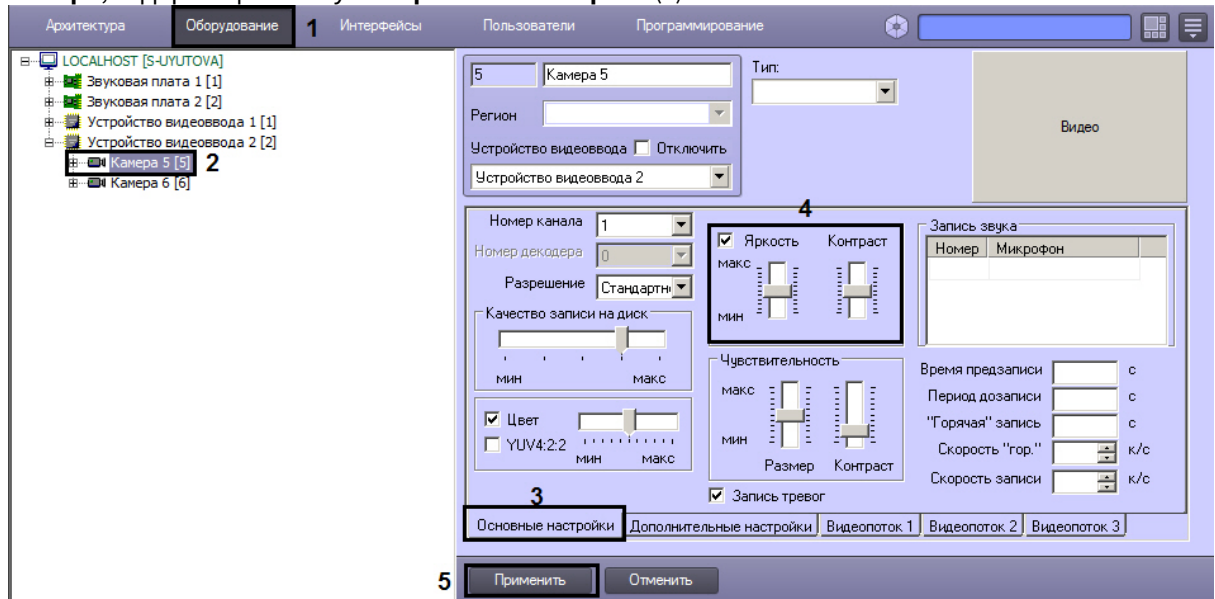 Архитектура Оборудование 1 Интерфейсы Пользователи Программирование
LOCALHOST [S-UYUTOVA]
Звуковая плата 1 [1]
Звуковая плата 2 [2]
Устройство видеоввода 1 [1]
Устройство видеоввода 2 [2]
Камера 5 [5] 2
Камера 6 [6]
5 Камера 5
Тип:
Регион
Устройство видеоввода Отключить
Устройство видеоввода 2
Видео
Номер канала 1
Номер декодера 0
Разрешение Стандартн
Качество записи на диск
мин макс
Цвет
YUV4:2:2
мин макс
4
Яркость Контраст
макс
мин
Чувствительность
макс
мин
Размер Контраст
Запись тревог
Запись звука
Номер Микрофон
Время предзаписи с
Период дозаписи с
"Горячая" запись с
Скорость "гор." к/с
Скорость записи к/с
3
Основные настройки Дополнительные настройки Видеопоток 1 Видеопоток 2 Видеопоток 3
5 Применить Отменить